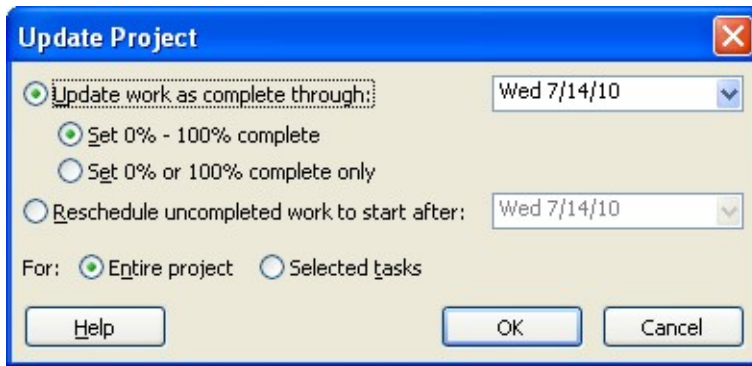 Update Project
Update work as complete through: Wed 7/14/10
Set 0% - 100% complete
Set 0% or 100% complete only
Reschedule uncompleted work to start after: Wed 7/14/10
For: Entire project Selected tasks
Help OK Cancel